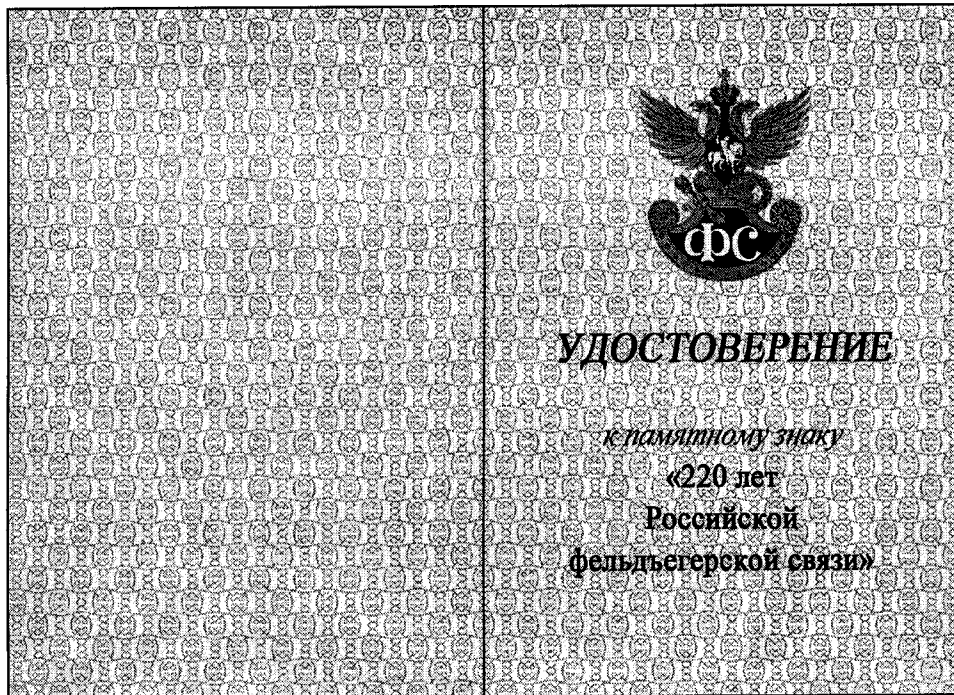 ФС
УДОСТОВЕРЕНИЕ
к памятному знаку
«220 лет
Российской
фельдъегерской связи»